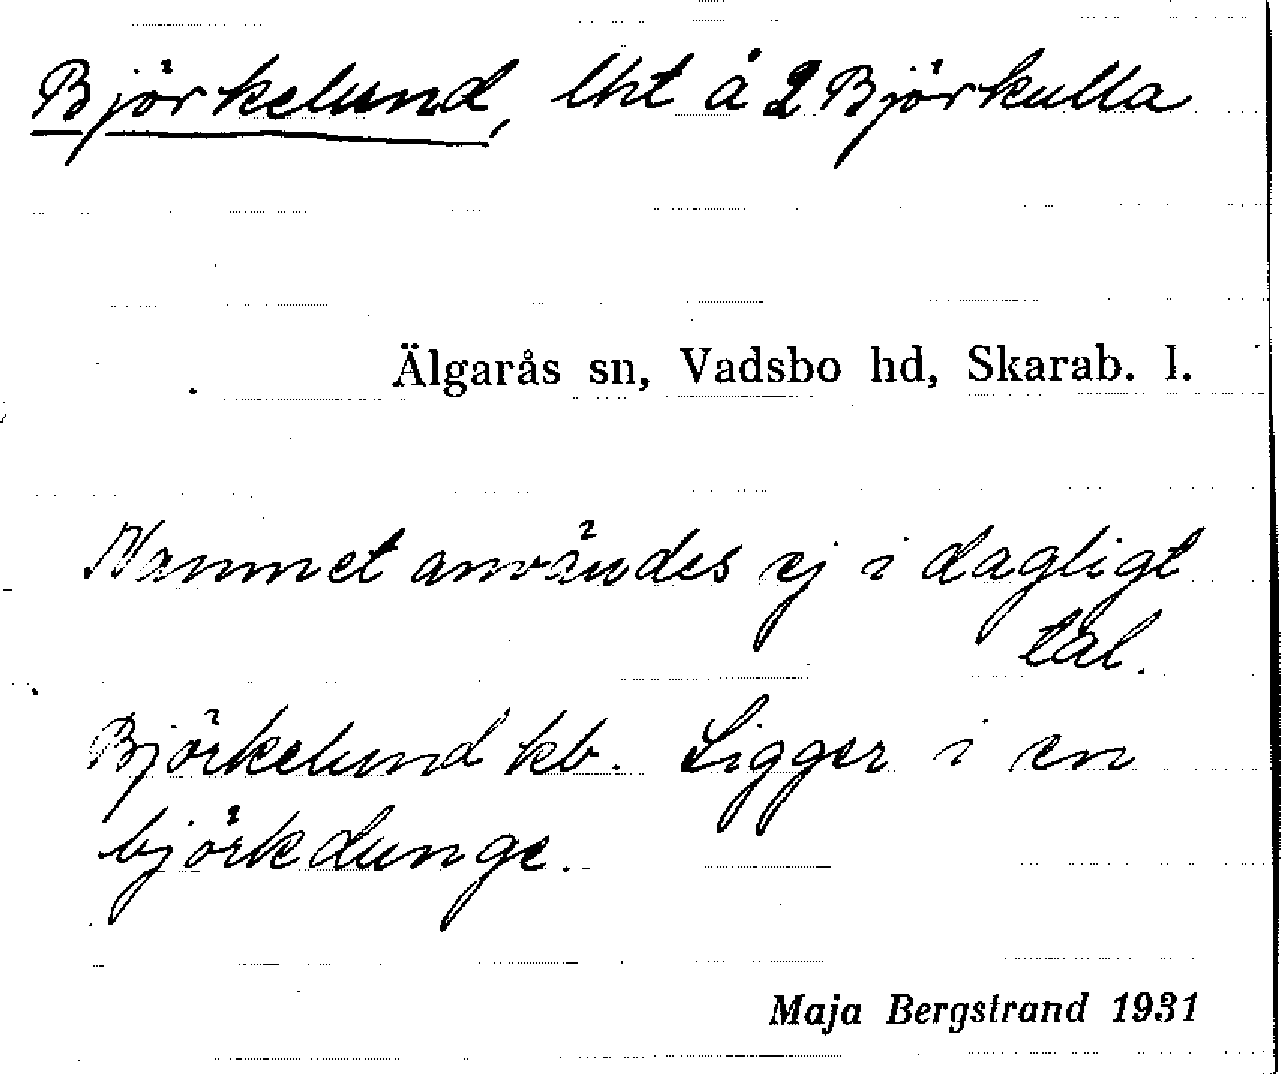 Björkelund, lht å 2 Björkulla
Älgarås sn, Vadsbo hd, Skarab. l.
Namnet användes ej i dagligt
tal.
Björkelund kb. Ligger i en
björkdunge.
Maja Bergstrand 1931